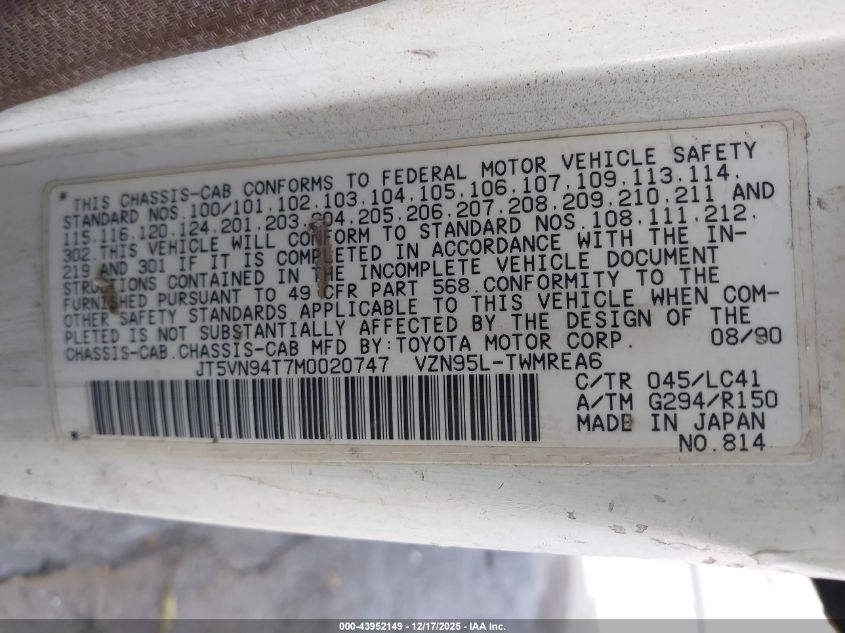 * THIS CHASSIS-CAB CONFORMS TO FEDERAL MOTOR VEHICLE SAFETY
STANDARD NOS.100/101.102.103.104.105.106.107.109.113.114.
115.116.120.124.201.203.204.205.206.207.208.209.210.211 AND
302.THIS VEHICLE WILL CONFORM TO STANDARD NOS.108.111.212.
219 AND 301 IF IT IS COMPLETED IN ACCORDANCE WITH THE IN-
STRUCTIONS CONTAINED IN THE INCOMPLETE VEHICLE DOCUMENT
FURNISHED PURSUANT TO 49 CFR PART 568.CONFORMITY TO THE
OTHER SAFETY STANDARDS APPLICABLE TO THIS VEHICLE WHEN COM-
PLETED IS NOT SUBSTANTIALLY AFFECTED BY THE DESIGN OF THE
CHASSIS-CAB.CHASSIS-CAB MFD BY:TOYOTA MOTOR CORP. 08/90
JT5VN94T7M0020747 VZN95L-TWMREA6
C/TR 045/LC41
A/TM G294/R150
MADE IN JAPAN
* NO.814
000-43952149 - 12/17/2025 - IAA Inc.